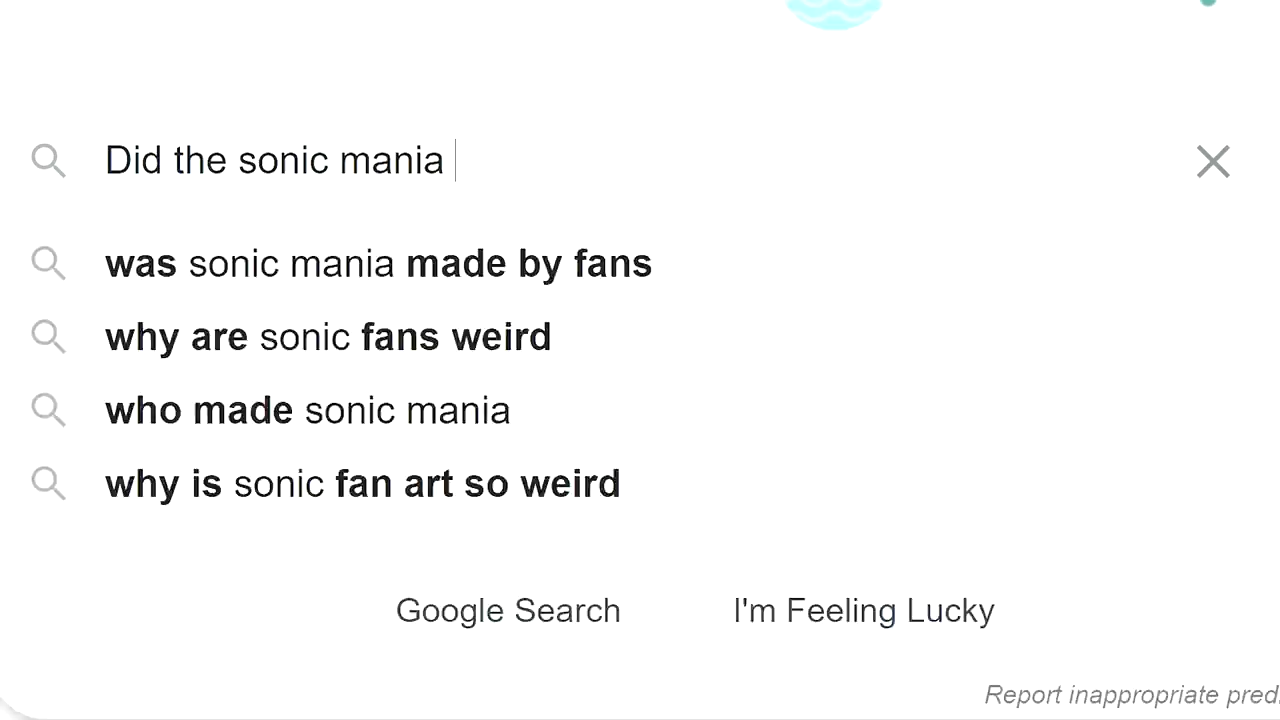 Did the sonic mania
was sonic mania made by fans
why are sonic fans weird
who made sonic mania
why is sonic fan art so weird
Google Search I'm Feeling Lucky
Report inappropriate pred